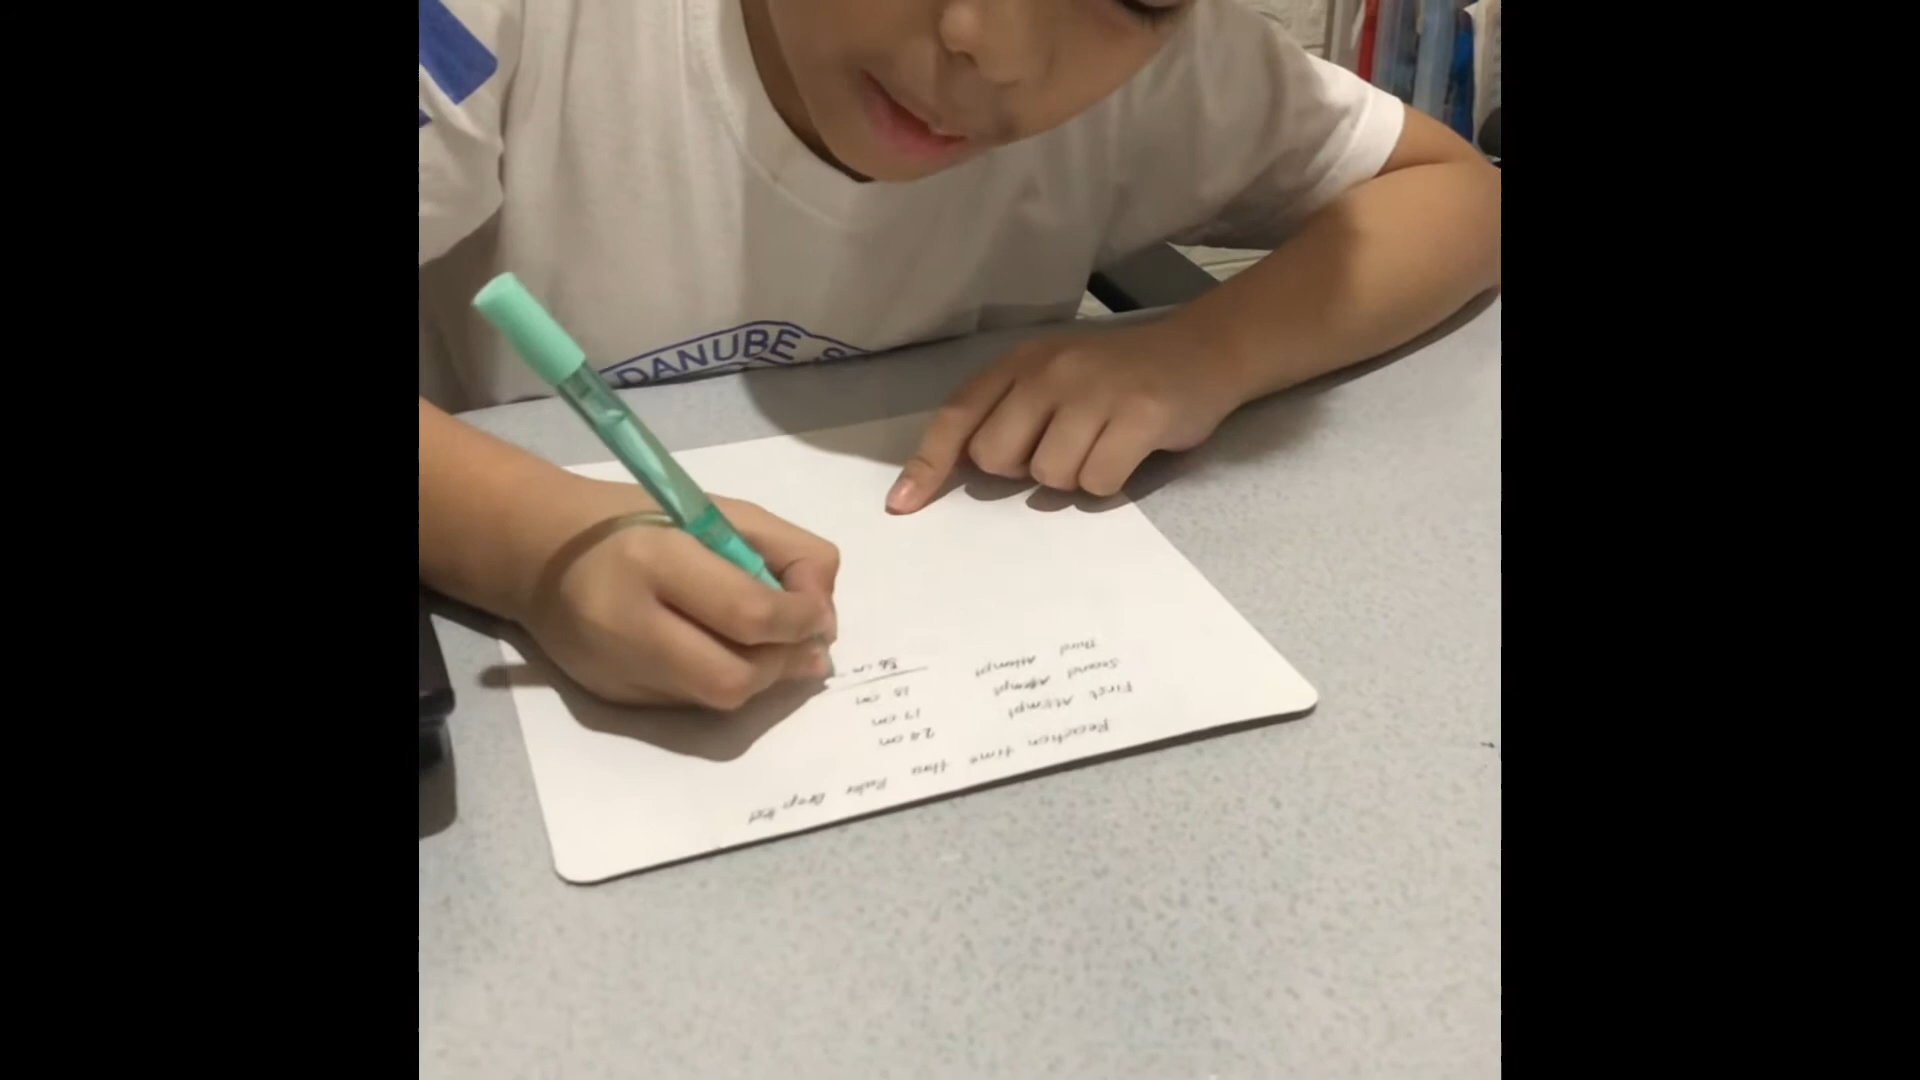 DANUBE
Reaction time thru Ruler Drop test
First Attempt 24 cm
Second Attempt 17 cm
Third Attempt 15 cm
56 cm